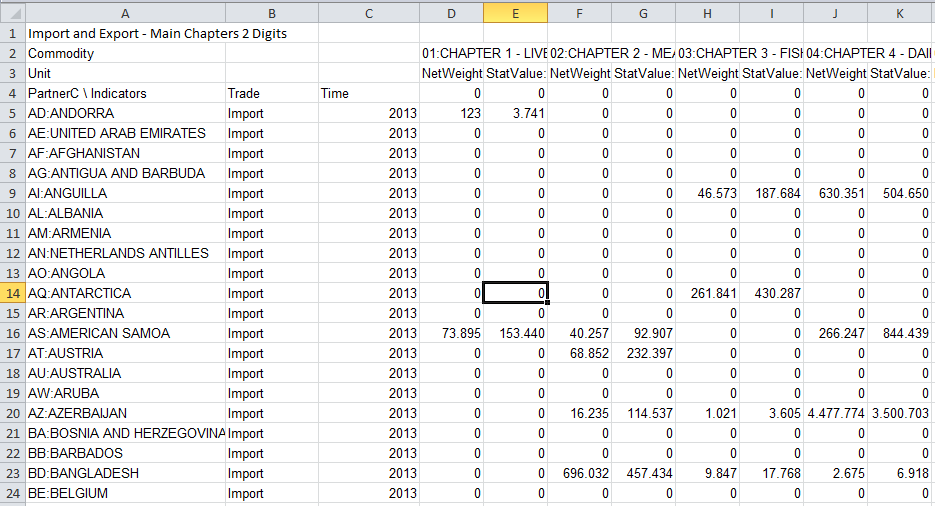 A B C D E F G H I J K
1 Import and Export - Main Chapters 2 Digits
2 Commodity 01:CHAPTER 1 - LIVE 02:CHAPTER 2 - MEA 03:CHAPTER 3 - FISH 04:CHAPTER 4 - DAI
3 Unit NetWeight StatValue: NetWeight StatValue: NetWeight StatValue: NetWeight StatValue:
4 PartnerC \ Indicators Trade Time 0 0 0 0 0 0 0 0
5 AD:ANDORRA Import 2013 123 3.741 0 0 0 0 0 0
6 AE:UNITED ARAB EMIRATES Import 2013 0 0 0 0 0 0 0 0
7 AF:AFGHANISTAN Import 2013 0 0 0 0 0 0 0 0
8 AG:ANTIGUA AND BARBUDA Import 2013 0 0 0 0 0 0 0 0
9 AI:ANGUILLA Import 2013 0 0 0 0 46.573 187.684 630.351 504.650
10 AL:ALBANIA Import 2013 0 0 0 0 0 0 0 0
11 AM:ARMENIA Import 2013 0 0 0 0 0 0 0 0
12 AN:NETHERLANDS ANTILLES Import 2013 0 0 0 0 0 0 0 0
13 AO:ANGOLA Import 2013 0 0 0 0 0 0 0 0
14 AQ:ANTARCTICA Import 2013 0 0 0 0 261.841 430.287 0 0
15 AR:ARGENTINA Import 2013 0 0 0 0 0 0 0 0
16 AS:AMERICAN SAMOA Import 2013 73.895 153.440 40.257 92.907 0 0 266.247 844.439
17 AT:AUSTRIA Import 2013 0 0 68.852 232.397 0 0 0 0
18 AU:AUSTRALIA Import 2013 0 0 0 0 0 0 0 0
19 AW:ARUBA Import 2013 0 0 0 0 0 0 0 0
20 AZ:AZERBAIJAN Import 2013 0 0 16.235 114.537 1.021 3.605 4.477.774 3.500.703
21 BA:BOSNIA AND HERZEGOVINA Import 2013 0 0 0 0 0 0 0 0
22 BB:BARBADOS Import 2013 0 0 0 0 0 0 0 0
23 BD:BANGLADESH Import 2013 0 0 696.032 457.434 9.847 17.768 2.675 6.918
24 BE:BELGIUM Import 2013 0 0 0 0 0 0 0 0